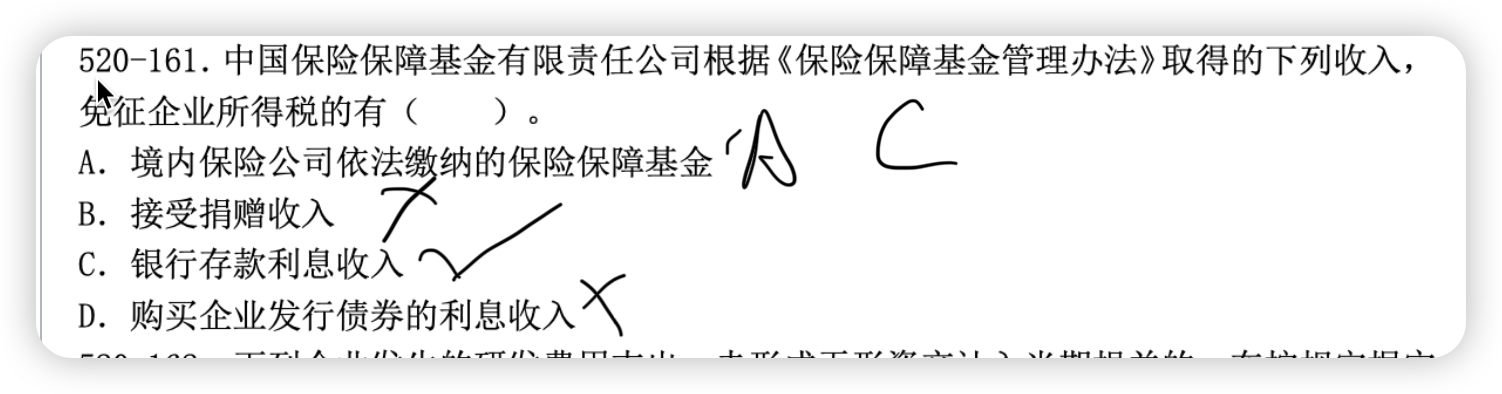 520-161. 中国保险保障基金有限责任公司根据《保险保障基金管理办法》取得的下列收入，
免征企业所得税的有（　　）。
A. 境内保险公司依法缴纳的保险保障基金 A C
B. 接受捐赠收入
C. 银行存款利息收入
D. 购买企业发行债券的利息收入